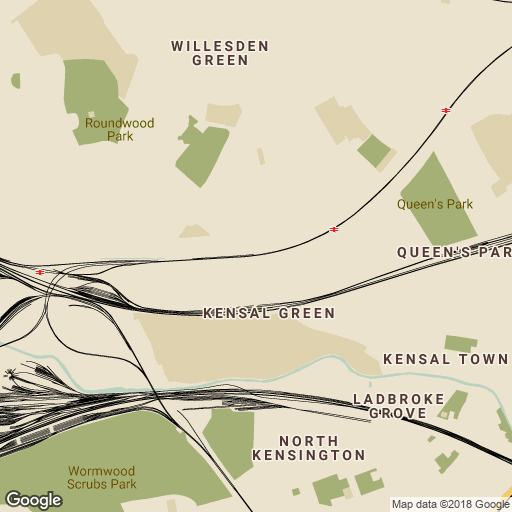 WILLESDEN
GREEN
Roundwood
Park
Queen's Park
QUEEN'S PAR
KENSAL GREEN
KENSAL TOWN
LADBROKE
GROVE
NORTH
KENSINGTON
Wormwood
Scrubs Park
Google
Map data ©2018 Google